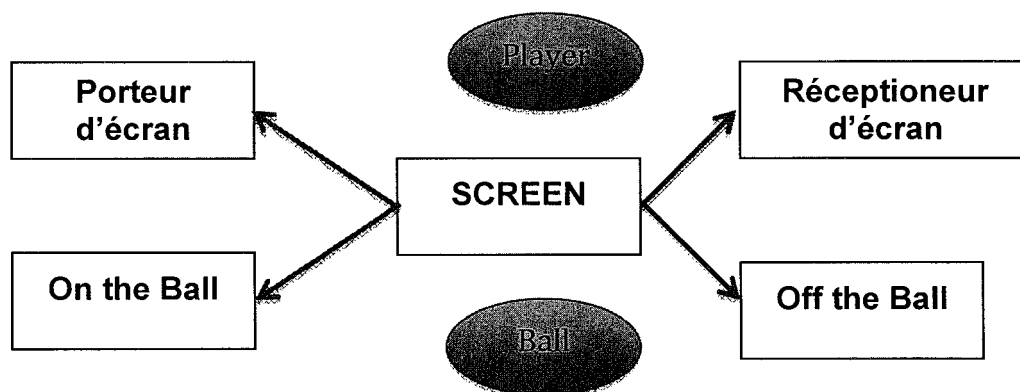 Player
Porteur
d'écran
Réceptioneur
d'écran
SCREEN
On the Ball
Off the Ball
Ball